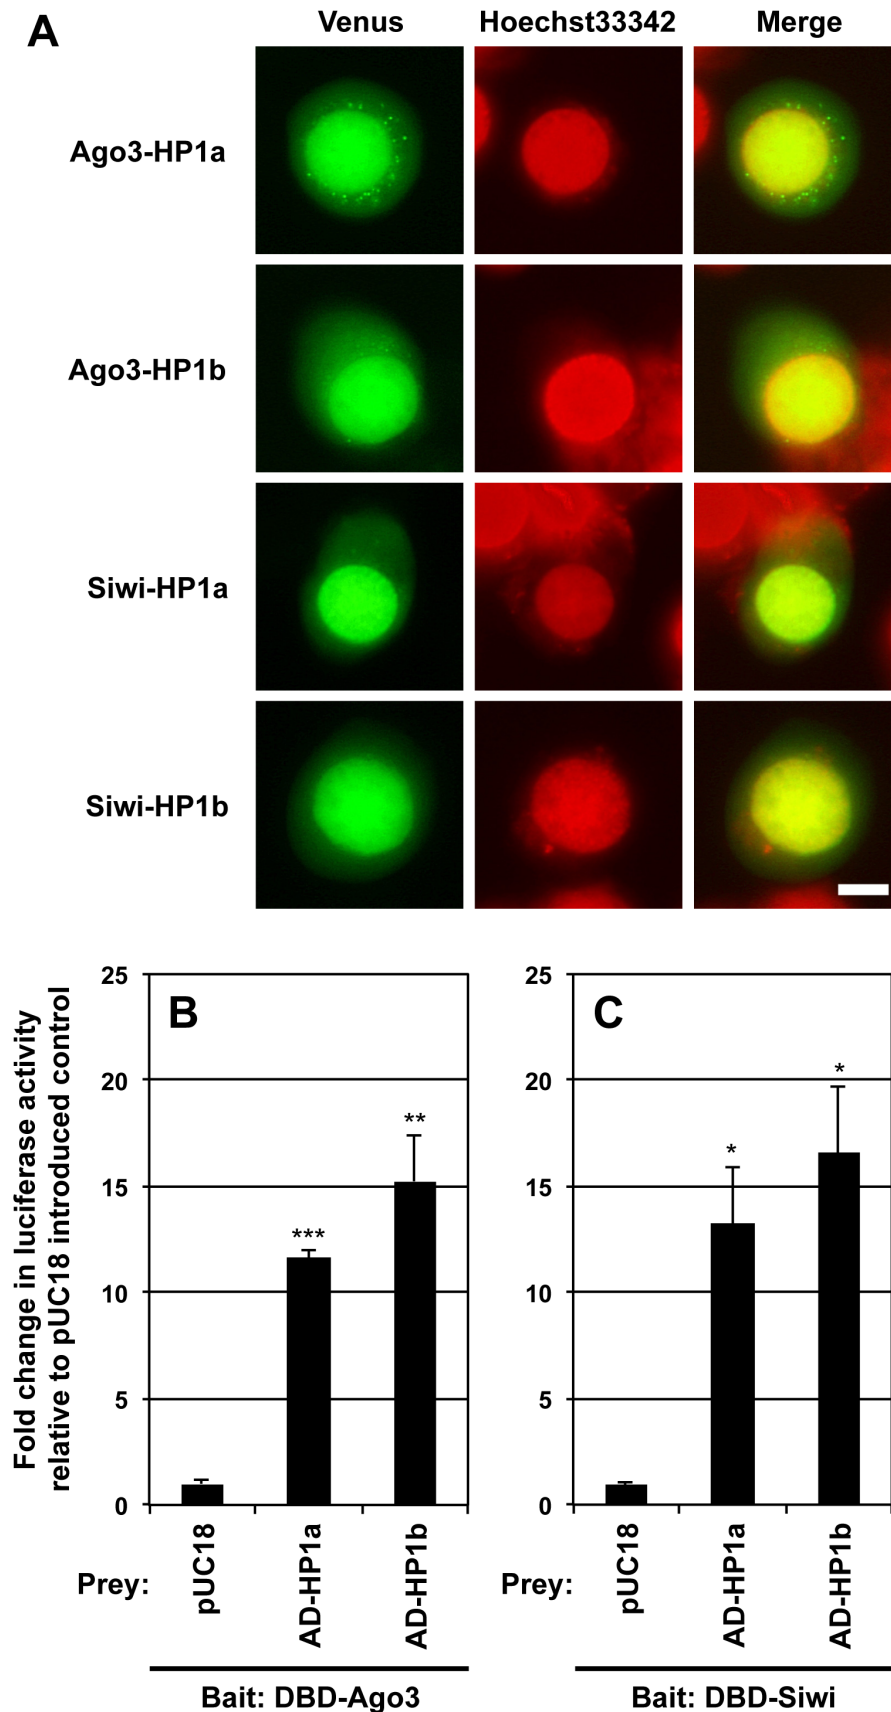 A
Venus Hoechst33342 Merge
Ago3-HP1a
Ago3-HP1b
Siwi-HP1a
Siwi-HP1b
Fold change in luciferase activity
relative to pUC18 introduced control
B
25
20
15
10
5
0
***
**
Prey:
pUC18
AD-HP1a
AD-HP1b
Bait: DBD-Ago3
C
25
20
15
10
5
0
*
*
Prey:
pUC18
AD-HP1a
AD-HP1b
Bait: DBD-Siwi